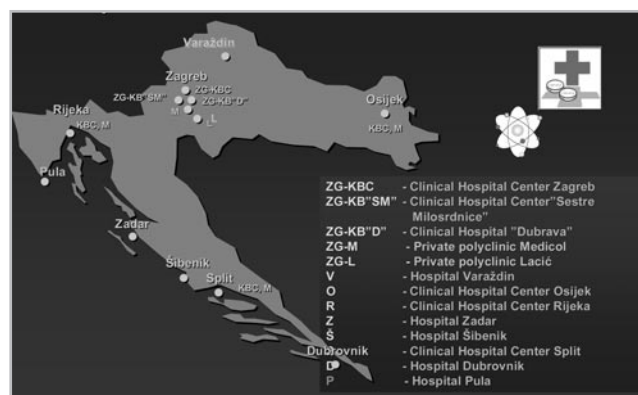 Varaždin
Zagreb
ZG-KBC
ZG-KB"SM"
ZG-KB"D"
M
L
L
Rijeka
KBC, M
Osijek
KBC, M
Pula
Zadar
Šibenik
Split
KBC, M
Dubrovnik
ZG-KBC - Clinical Hospital Center Zagreb
ZG-KB"SM" - Clinical Hospital Center"Sestre
Milosrdnice"
ZG-KB"D" - Clinical Hospital "Dubrava"
ZG-M - Private polyclinic Medicol
ZG-L - Private polyclinic Lacić
V - Hospital Varaždin
O - Clinical Hospital Center Osijek
R - Clinical Hospital Center Rijeka
Z - Hospital Zadar
Š - Hospital Šibenik
S - Clinical Hospital Center Split
D - Hospital Dubrovnik
P - Hospital Pula